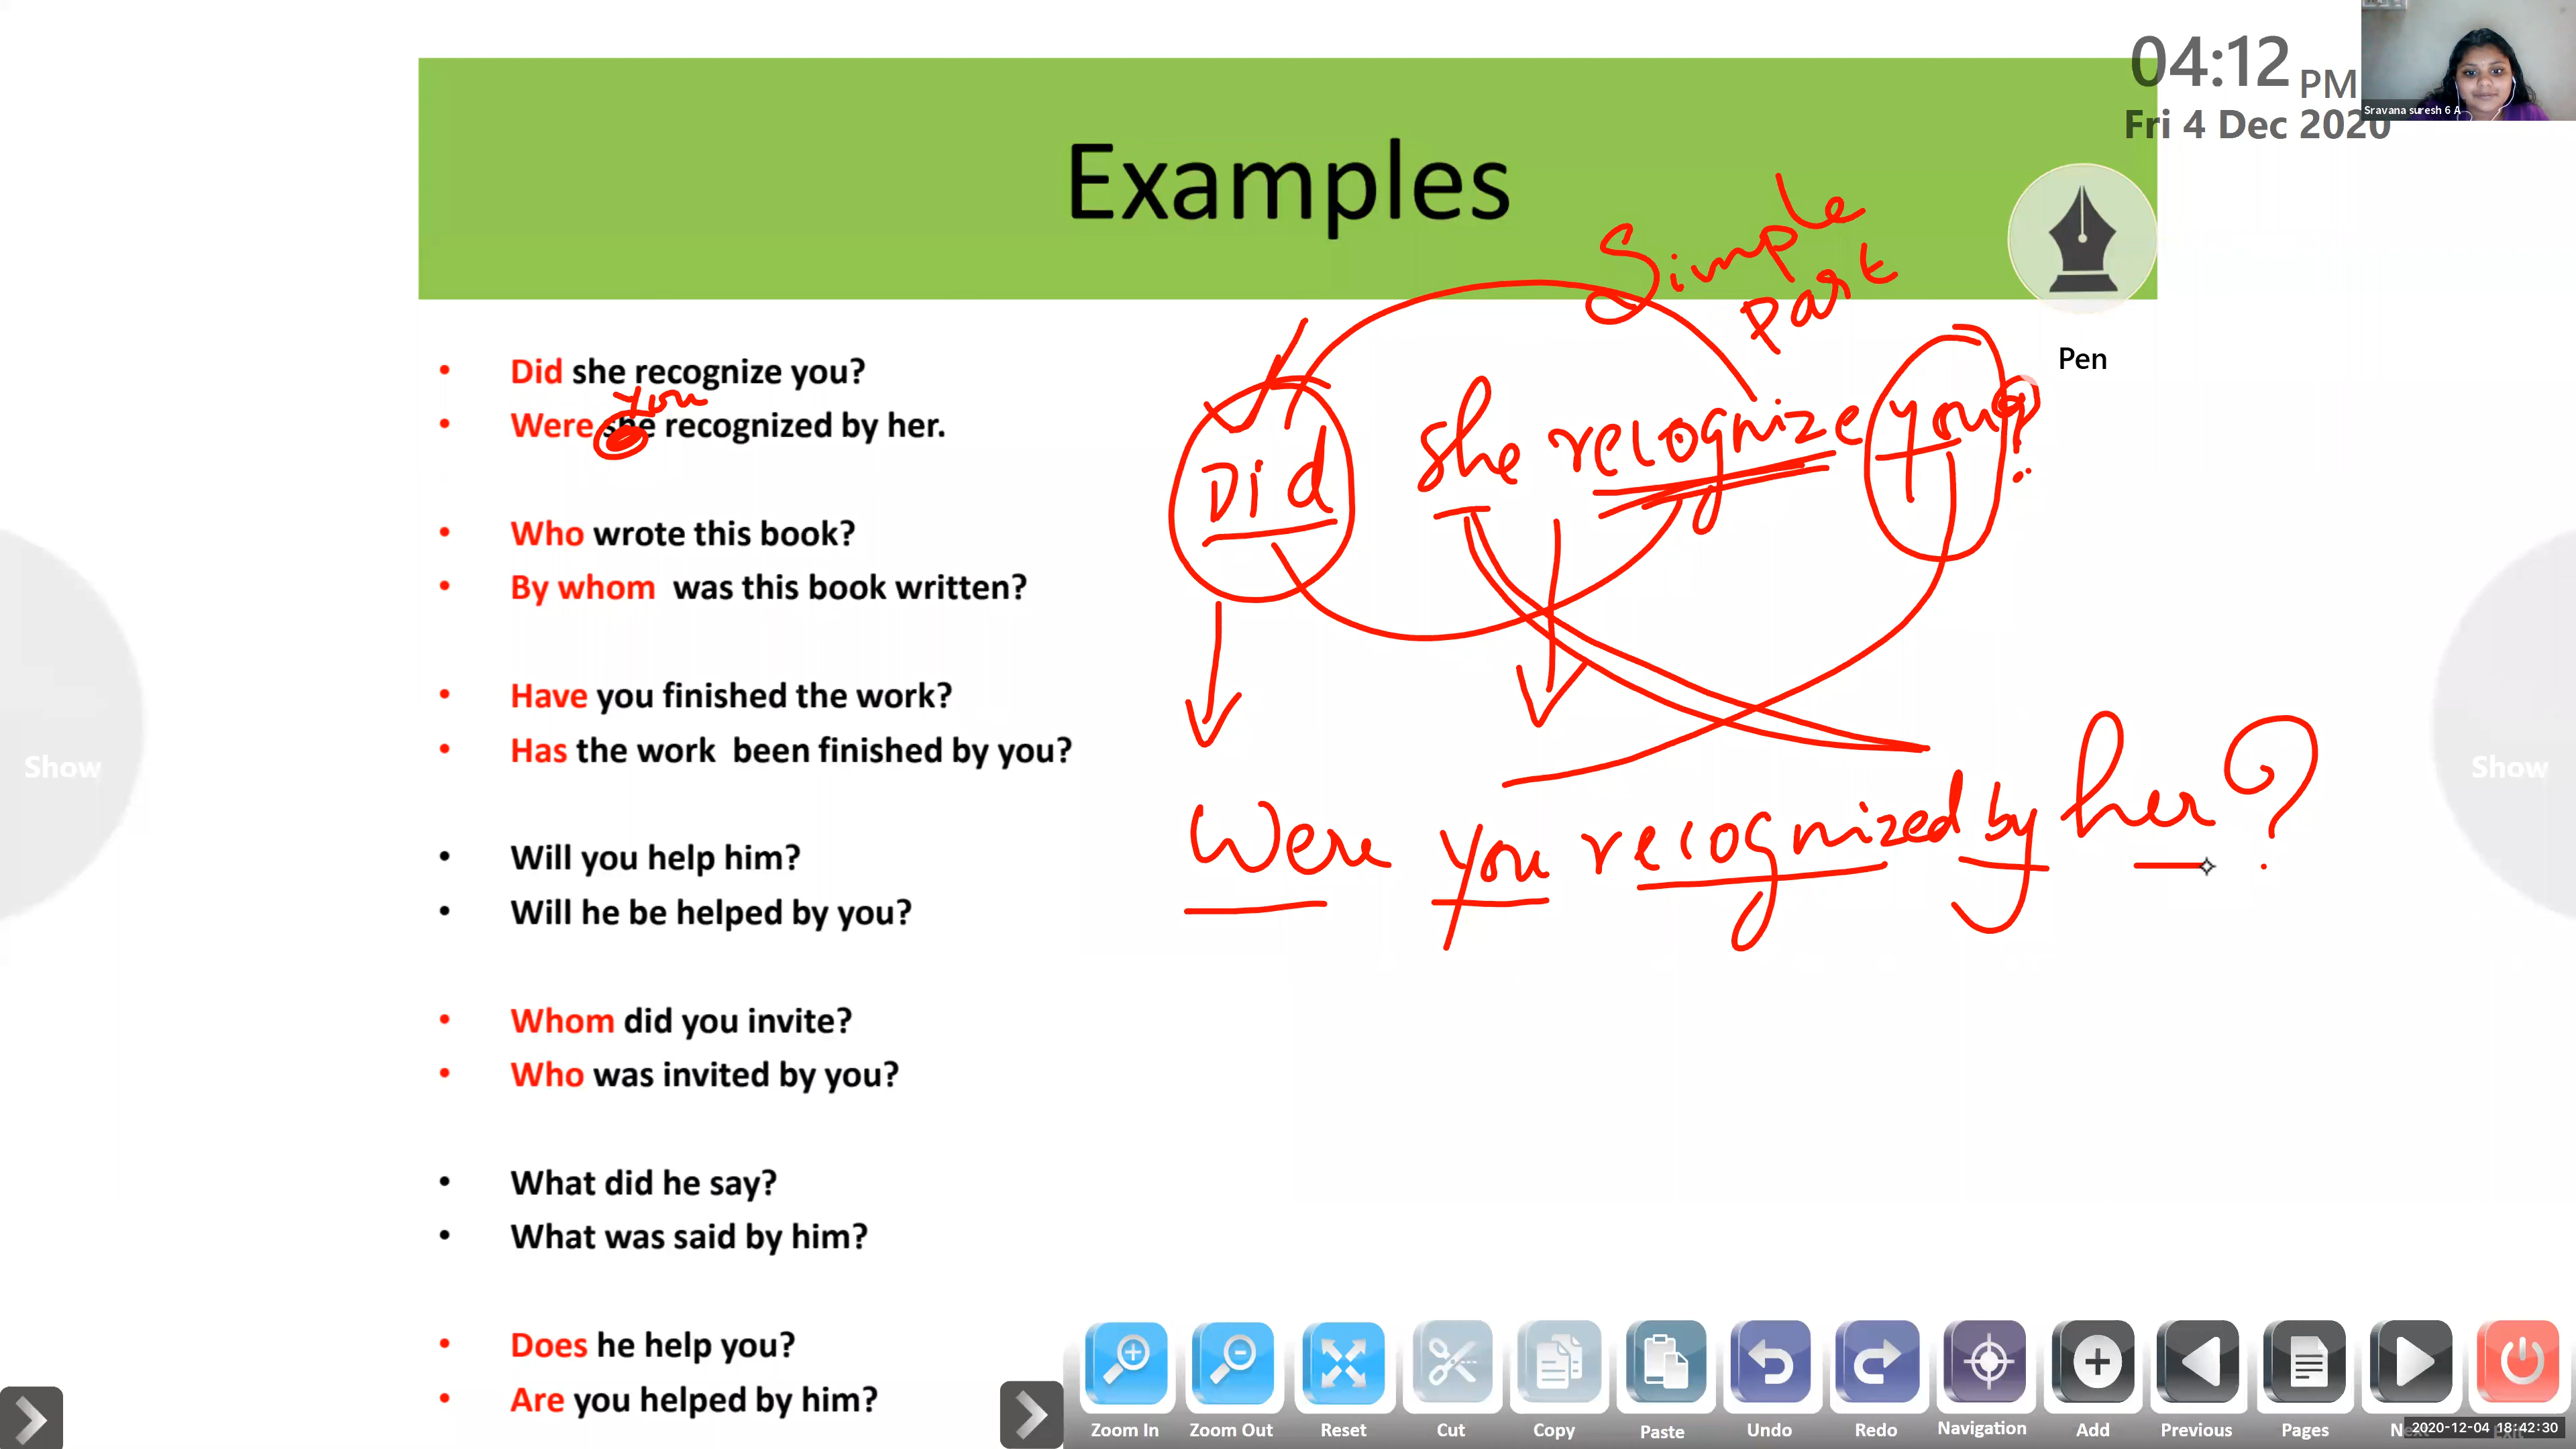 04:12 PM
Fri 4 Dec 2020
Sravana suresh 6 A
Examples
Simple
past
Pen
• Did she recognize you?
you
• Were she recognized by her.
Did she recognize you?
• Who wrote this book?
• By whom was this book written?
• Have you finished the work?
• Has the work been finished by you?
Show
Show
Were you recognized by her?
• Will you help him?
• Will he be helped by you?
• Whom did you invite?
• Who was invited by you?
• What did he say?
• What was said by him?
• Does he help you?
• Are you helped by him?
Zoom In Zoom Out Reset Cut Copy Paste Undo Redo Navigation Add Previous Pages
2020-12-04 18:42:30